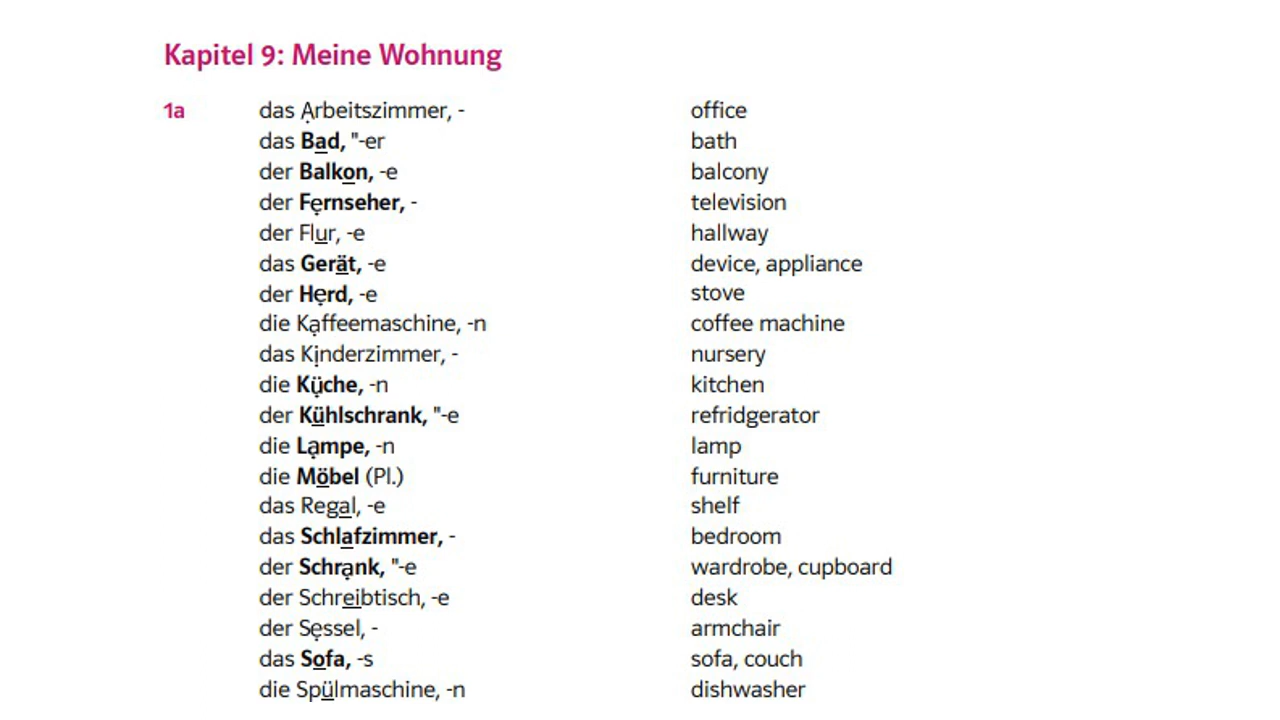 Kapitel 9: Meine Wohnung
1a das Arbeitszimmer, - office
das Bad, "-er bath
der Balkon, -e balcony
der Fernseher, - television
der Flur, -e hallway
das Gerät, -e device, appliance
der Herd, -e stove
die Kaffeemaschine, -n coffee machine
das Kinderzimmer, - nursery
die Küche, -n kitchen
der Kühlschrank, "-e refridgerator
die Lampe, -n lamp
die Möbel (Pl.) furniture
das Regal, -e shelf
das Schlafzimmer, - bedroom
der Schrank, "-e wardrobe, cupboard
der Schreibtisch, -e desk
der Sessel, - armchair
das Sofa, -s sofa, couch
die Spülmaschine, -n dishwasher